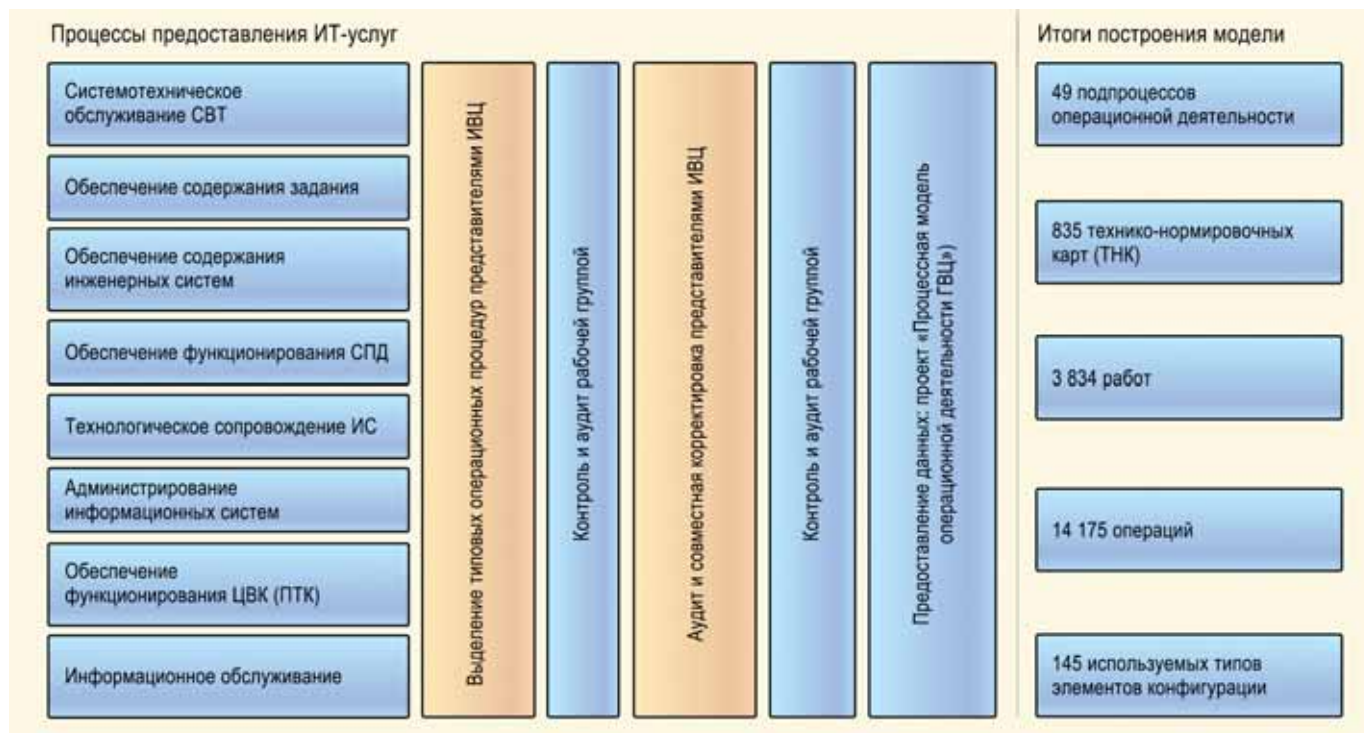 Процессы предоставления ИТ-услуг
Системотехническое
обслуживание СВТ
Обеспечение содержания задания
Обеспечение содержания
инженерных систем
Обеспечение функционирования СПД
Технологическое сопровождение ИС
Администрирование
информационных систем
Обеспечение
функционирования ЦВК (ПТК)
Информационное обслуживание
Выделение типовых операционных процедур представителями ИВЦ
Контроль и аудит рабочей группой
Аудит и совместная корректировка представителями ИВЦ
Контроль и аудит рабочей группой
Предоставление данных: проект «Процессная модель
операционной деятельности ГВЦ»)
Итоги построения модели
49 подпроцессов
операционной деятельности
835 технико-нормировочных
карт (ТНК)
3 834 работ
14 175 операций
145 используемых типов
элементов конфигурации